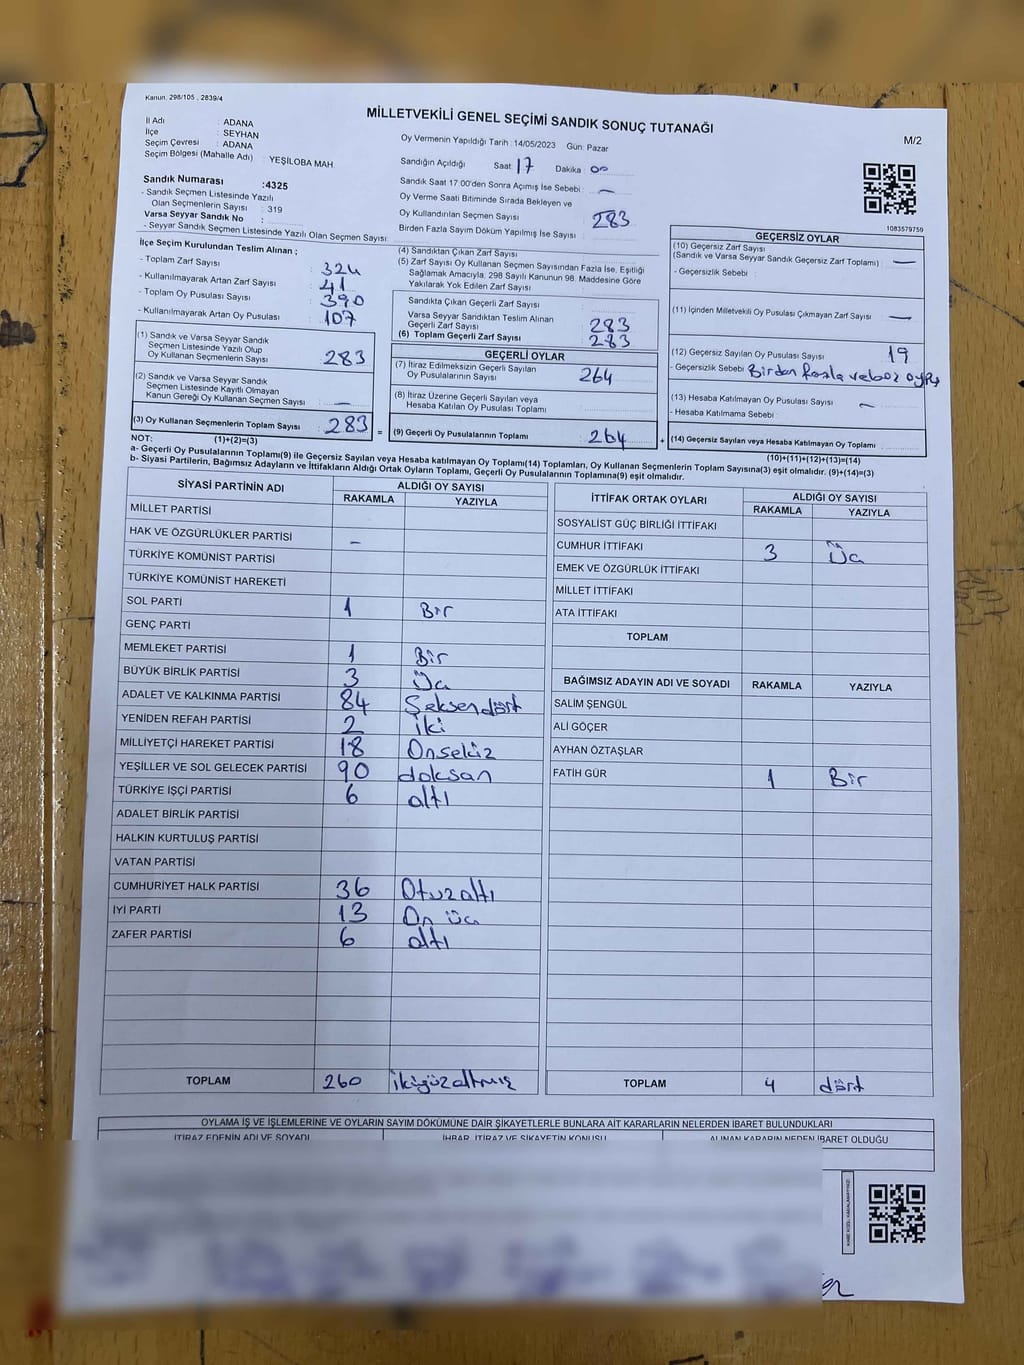 Kanun. 298/105 , 2839/4
MİLLETVEKİLİ GENEL SEÇİMİ SANDIK SONUÇ TUTANAĞI
M/2
İl Adı : ADANA
İlçe : SEYHAN
Seçim Çevresi : ADANA
Seçim Bölgesi (Mahalle Adı) : YEŞİLOBA MAH
Sandık Numarası :4325
- Sandık Seçmen Listesinde Yazılı
Olan Seçmenlerin Sayısı : 319
Varsa Seyyar Sandık No :
- Seyyar Sandık Seçmen Listesinde Yazılı Olan Seçmen Sayısı:
Oy Vermenin Yapıldığı Tarih :14/05/2023 Gün: Pazar
Sandığın Açıldığı Saat: 17 Dakika : 00
Sandık Saat 17:00'den Sonra Açımış İse Sebebi : —
Oy Verme Saati Bitiminde Sırada Bekleyen ve
Oy Kullandırılan Seçmen Sayısı : 283
Birden Fazla Sayım Döküm Yapılmış İse Sayısı :
1083579759
İlçe Seçim Kurulundan Teslim Alınan ;
- Toplam Zarf Sayısı : 324
- Kullanılmayarak Artan Zarf Sayısı : 41
- Toplam Oy Pusulası Sayısı : 390
- Kullanılmayarak Artan Oy Pusulası : 107
(1) Sandık ve Varsa Seyyar Sandık
Seçmen Listesinde Yazılı Olup
Oy Kullanan Seçmenlerin Sayısı : 283
(2) Sandık ve Varsa Seyyar Sandık
Seçmen Listesinde Kayıtlı Olmayan
Kanun Gereği Oy Kullanan Seçmen Sayısı : —
(3) Oy Kullanan Seçmenlerin Toplam Sayısı : 283 =
(1)+(2)=(3)
(4) Sandıktan Çıkan Zarf Sayısı :
(5) Zarf Sayısı Oy Kullanan Seçmen Sayısından Fazla İse, Eşitliği
Sağlamak Amacıyla, 298 Sayılı Kanunun 98. Maddesine Göre
Yakılarak Yok Edilen Zarf Sayısı :
Sandıkta Çıkan Geçerli Zarf Sayısı :
Varsa Seyyar Sandıktan Teslim Alınan
Geçerli Zarf Sayısı : 283
(6) Toplam Geçerli Zarf Sayısı : 283
GEÇERLİ OYLAR
(7) İtiraz Edilmeksizin Geçerli Sayılan
Oy Pusulalarının Sayısı : 264
(8) İtiraz Üzerine Geçerli Sayılan veya
Hesaba Katılan Oy Pusulası Toplamı :
(9) Geçerli Oy Pusulalarının Toplamı : 264 +
GEÇERSİZ OYLAR
(10) Geçersiz Zarf Sayısı
(Sandık ve Varsa Seyyar Sandık Geçersiz Zarf Toplamı) : —
- Geçersizlik Sebebi :
(11) İçinden Milletvekili Oy Pusulası Çıkmayan Zarf Sayısı : —
(12) Geçersiz Sayılan Oy Pusulası Sayısı : 19
- Geçersizlik Sebebi : Birden fazla ve boz
(13) Hesaba Katılmayan Oy Pusulası Sayısı : —
- Hesaba Katılmama Sebebi :
(14) Geçersiz Sayılan veya Hesaba Katılmayan Oy Toplamı :
(10)+(11)+(12)+(13)=(14)
NOT:
a- Geçerli Oy Pusulalarının Toplamı(9) ile Geçersiz Sayılan veya Hesaba katılmayan Oy Toplamı(14) Toplamları, Oy Kullanan Seçmenlerin Toplam Sayısına(3) eşit olmalıdır. (9)+(14)=(3)
b- Siyasi Partilerin, Bağımsız Adayların ve İttifakların Aldığı Ortak Oyların Toplamı, Geçerli Oy Pusulalarının Toplamına(9) eşit olmalıdır.
SİYASİ PARTİNİN ADI ALDIĞI OY SAYISI
RAKAMLA YAZIYLA
MİLLET PARTİSİ
HAK VE ÖZGÜRLÜKLER PARTİSİ —
TÜRKİYE KOMÜNİST PARTİSİ
TÜRKİYE KOMÜNİST HAREKETİ
SOL PARTİ 1 Bir
GENÇ PARTİ
MEMLEKET PARTİSİ 1 Bir
BÜYÜK BİRLİK PARTİSİ 3 Üç
ADALET VE KALKINMA PARTİSİ 84 Seksendört
YENİDEN REFAH PARTİSİ 2 iki
MİLLİYETÇİ HAREKET PARTİSİ 18 Onsekiz
YEŞİLLER VE SOL GELECEK PARTİSİ 90 doksan
TÜRKİYE İŞÇİ PARTİSİ 6 altı
ADALET BİRLİK PARTİSİ
HALKIN KURTULUŞ PARTİSİ
VATAN PARTİSİ
CUMHURİYET HALK PARTİSİ 36 Otuzaltı
İYİ PARTİ 13 On üç
ZAFER PARTİSİ 6 altı
TOPLAM 260 ikiyüzaltmış
İTTİFAK ORTAK OYLARI ALDIĞI OY SAYISI
RAKAMLA YAZIYLA
SOSYALİST GÜÇ BİRLİĞİ İTTİFAKI
CUMHUR İTTİFAKI 3 Üç
EMEK VE ÖZGÜRLÜK İTTİFAKI
MİLLET İTTİFAKI
ATA İTTİFAKI
TOPLAM
BAĞIMSIZ ADAYIN ADI VE SOYADI RAKAMLA YAZIYLA
SALİM ŞENGÜL
ALİ GÖÇER
AYHAN ÖZTAŞLAR
FATİH GÜR 1 Bir
TOPLAM 4 dört
OYLAMA İŞ VE İŞLEMLERİNE VE OYLARIN SAYIM DÖKÜMÜNE DAİR ŞİKAYETLERLE BUNLARA AİT KARARLARIN NELERDEN İBARET BULUNDUKLARI
İTİRAZ EDENİN ADI VE SOYADI İHBAR, İTİRAZ VE ŞİKAYETİN KONUSU ALINAN KARARIN NEDEN İBARET OLDUĞU